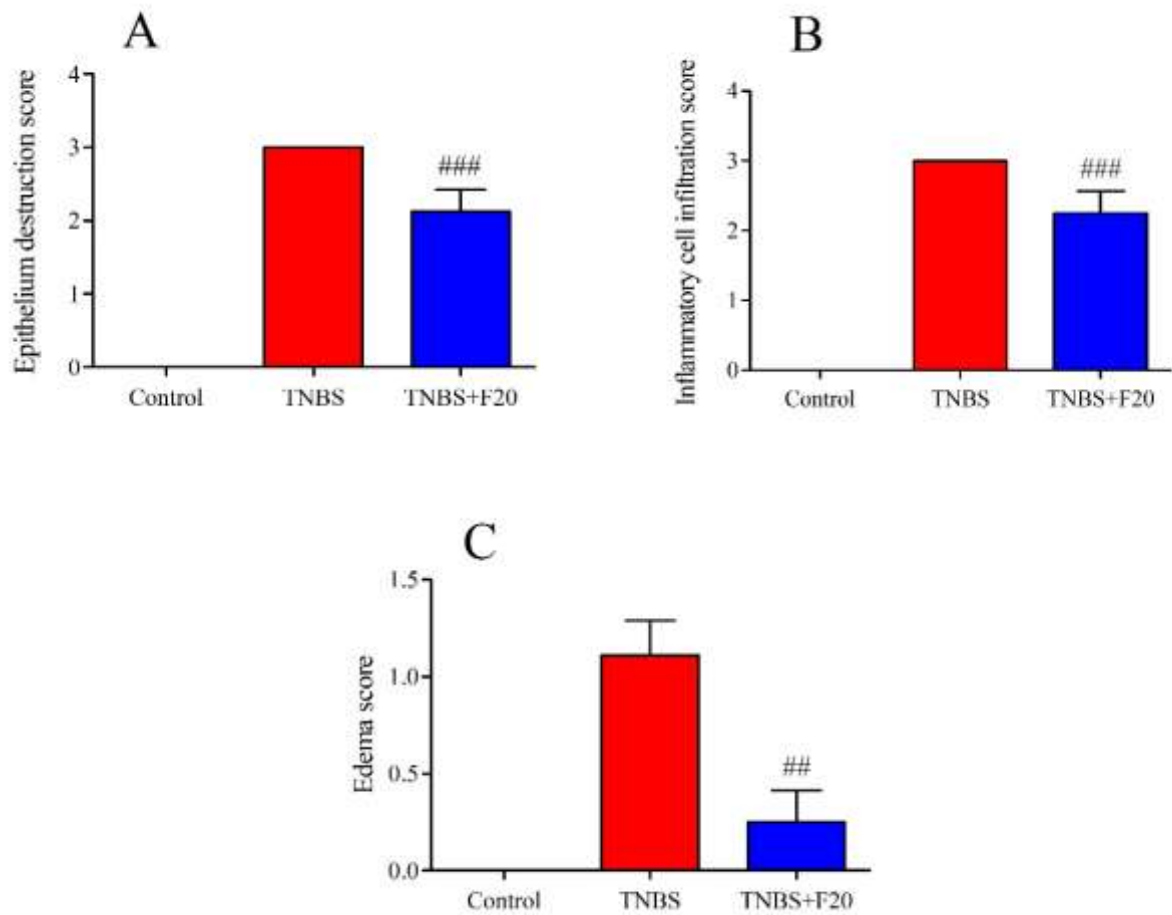 A
Epithelium destruction score
4
3
2
1
0
###
Control TNBS TNBS+F20
B
Inflammatory cell infiltration score
4
3
2
1
0
###
Control TNBS TNBS+F20
C
Edema score
1.5
1.0
0.5
0.0
##
Control TNBS TNBS+F20